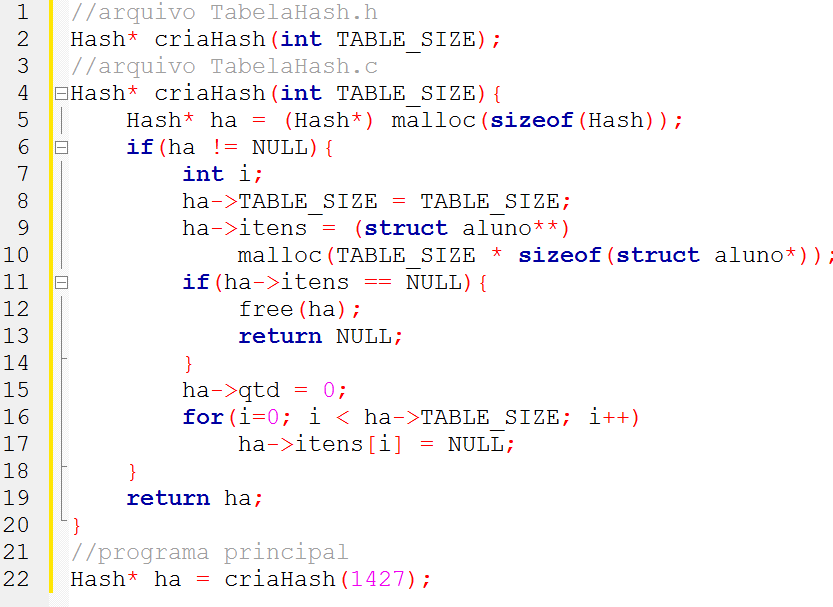 1 //arquivo TabelaHash.h
2 Hash* criaHash(int TABLE_SIZE);
3 //arquivo TabelaHash.c
4 Hash* criaHash(int TABLE_SIZE){
5     Hash* ha = (Hash*) malloc(sizeof(Hash));
6     if(ha != NULL){
7         int i;
8         ha->TABLE_SIZE = TABLE_SIZE;
9         ha->itens = (struct aluno**)
10             malloc(TABLE_SIZE * sizeof(struct aluno*));
11         if(ha->itens == NULL){
12             free(ha);
13             return NULL;
14         }
15         ha->qtd = 0;
16         for(i=0; i < ha->TABLE_SIZE; i++)
17             ha->itens[i] = NULL;
18     }
19     return ha;
20 }
21 //programa principal
22 Hash* ha = criaHash(1427);